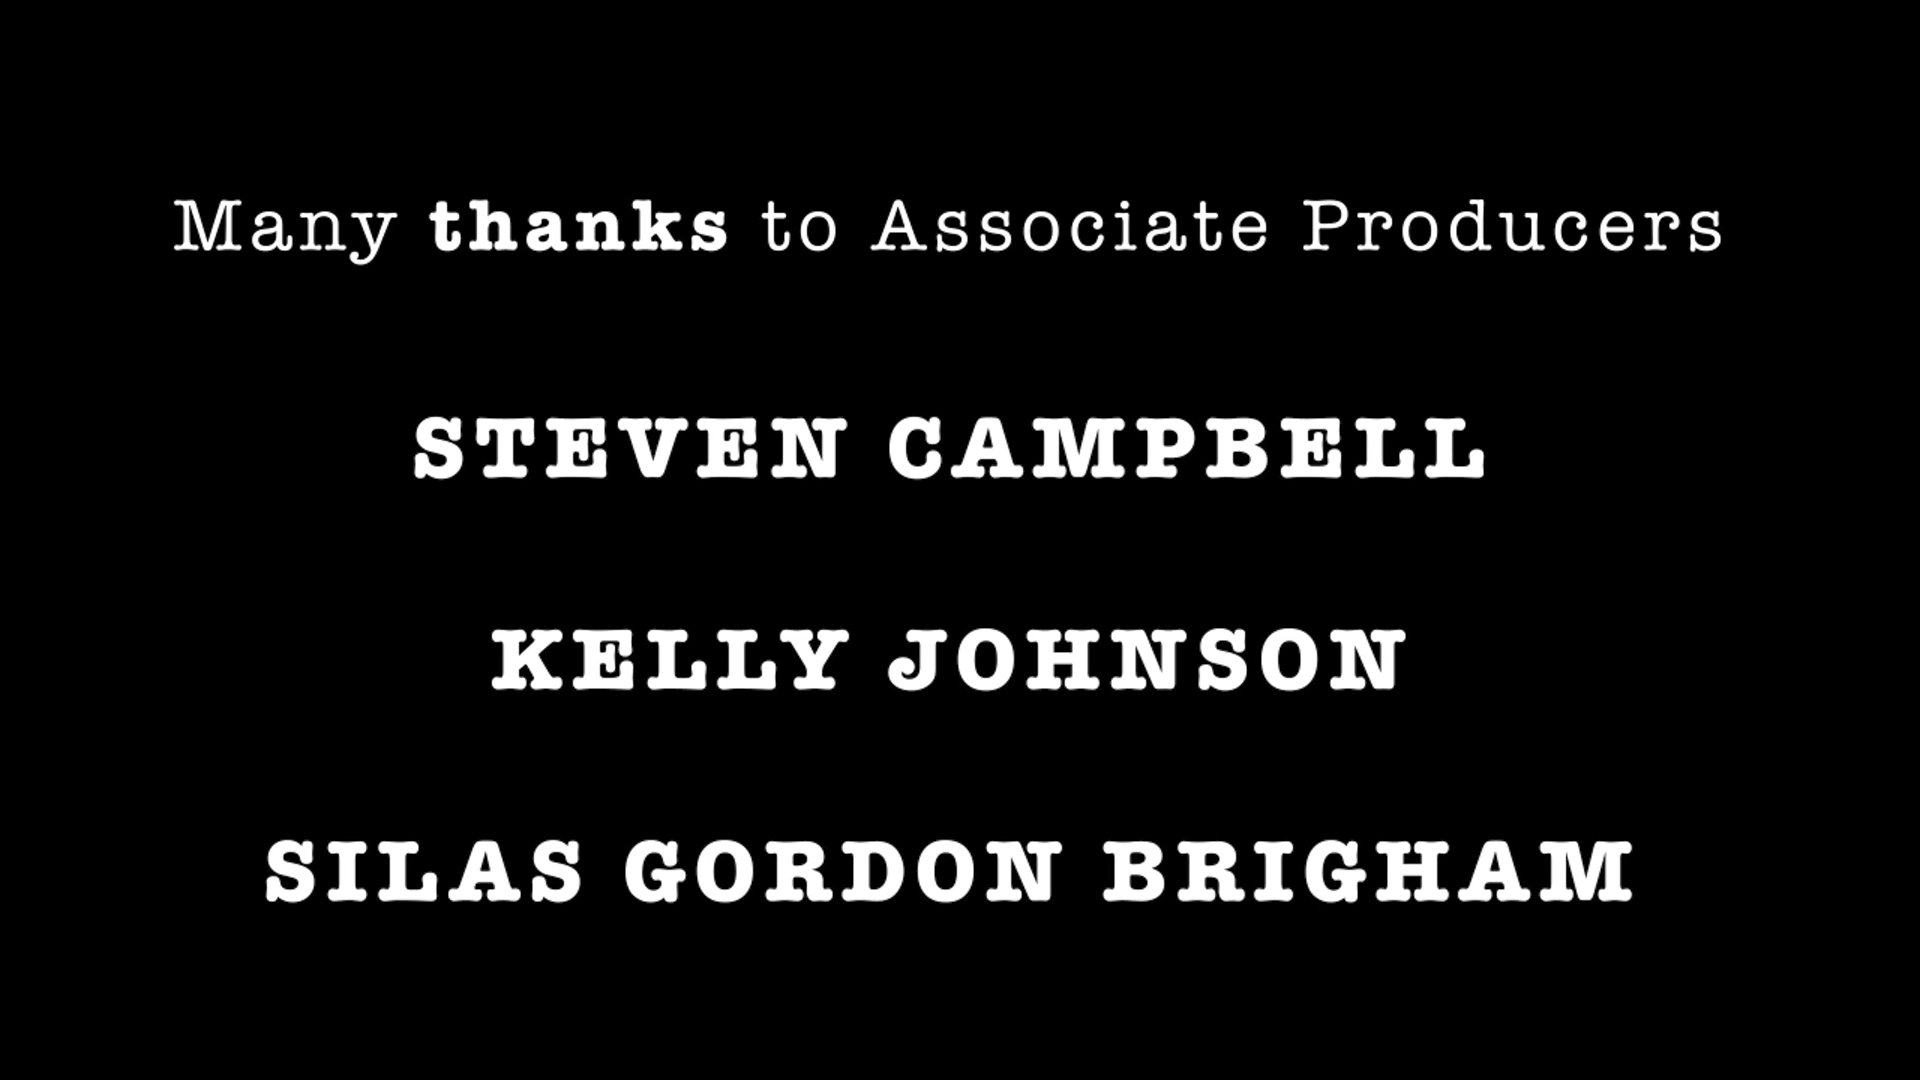 Many thanks to Associate Producers
STEVEN CAMPBELL
KELLY JOHNSON
SILAS GORDON BRIGHAM